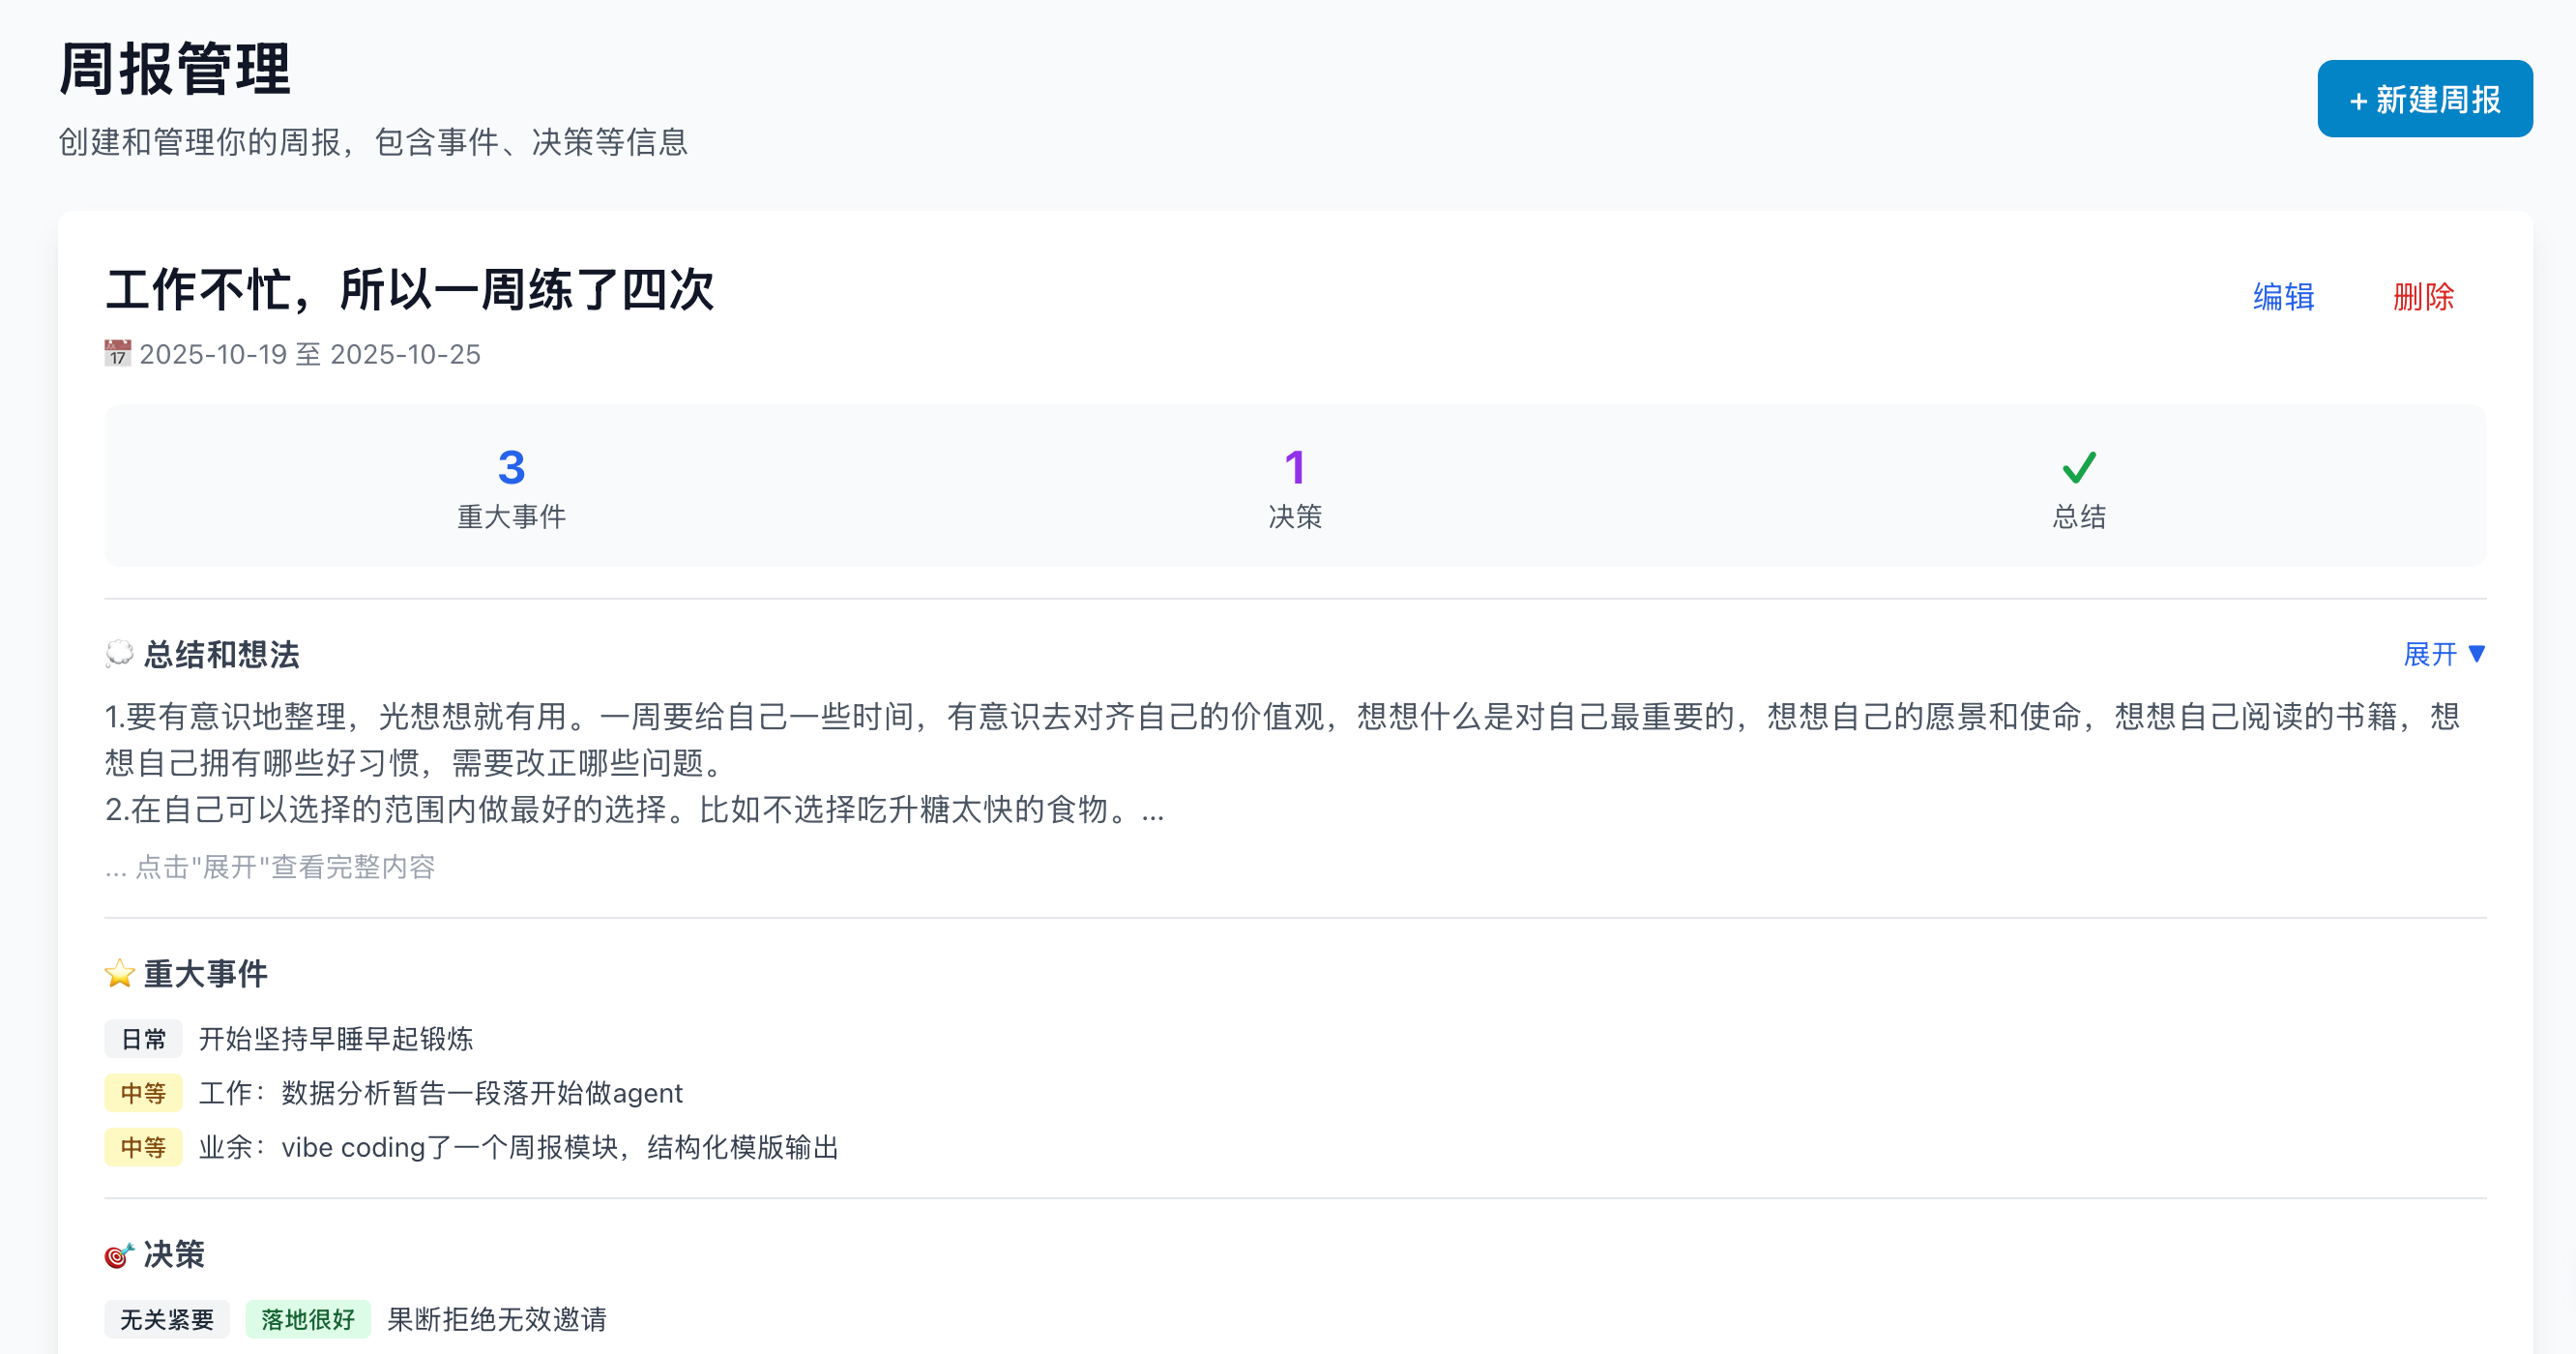 周报管理
创建和管理你的周报，包含事件、决策等信息
+ 新建周报
工作不忙，所以一周练了四次
编辑
删除
📅 2025-10-19 至 2025-10-25
3
重大事件
1
决策
✓
总结
💭 总结和想法
展开 ▼
1.要有意识地整理，光想想就有用。一周要给自己一些时间，有意识去对齐自己的价值观，想想什么是对自己最重要的，想想自己的愿景和使命，想想自己阅读的书籍，想
想自己拥有哪些好习惯，需要改正哪些问题。
2.在自己可以选择的范围内做最好的选择。比如不选择吃升糖太快的食物。...
... 点击"展开"查看完整内容
⭐ 重大事件
日常 开始坚持早睡早起锻炼
中等 工作：数据分析暂告一段落开始做agent
中等 业余：vibe coding了一个周报模块，结构化模版输出
🎯 决策
无关紧要 落地很好 果断拒绝无效邀请